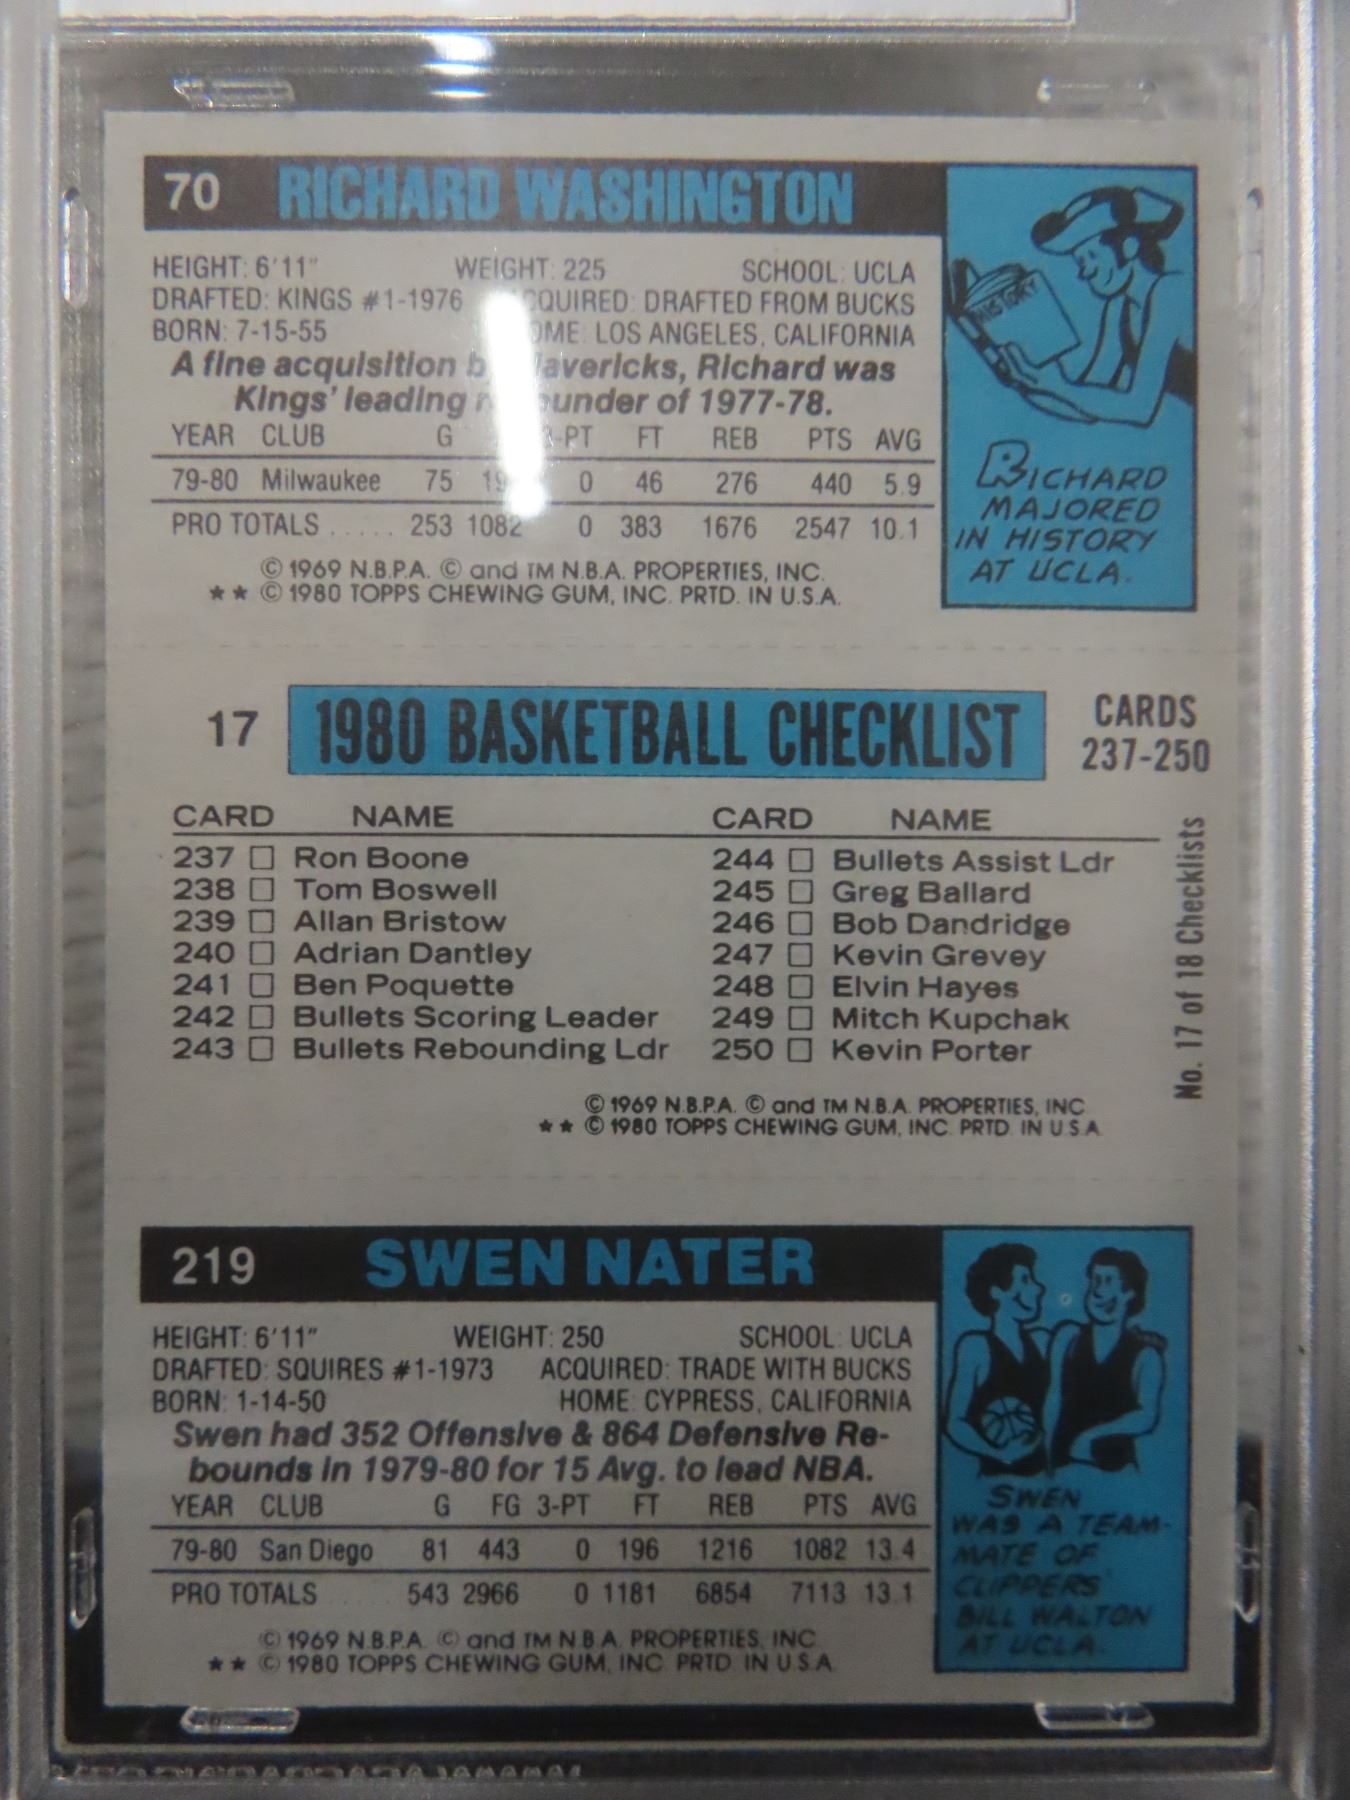 70 RICHARD WASHINGTON
HEIGHT: 6'11" WEIGHT: 225 SCHOOL: UCLA
DRAFTED: KINGS #1-1976 ACQUIRED: DRAFTED FROM BUCKS
BORN: 7-15-55 HOME: LOS ANGELES, CALIFORNIA
A fine acquisition by Mavericks, Richard was
Kings' leading rebounder of 1977-78.
YEAR CLUB G 3-PT FT REB PTS AVG
79-80 Milwaukee 75 0 46 276 440 5.9
PRO TOTALS ..... 253 1082 0 383 1676 2547 10.1
© 1969 N.B.P.A. © and TM N.B.A. PROPERTIES, INC.
★★ © 1980 TOPPS CHEWING GUM, INC. PRTD. IN U.S.A.
HISTORY
RICHARD
MAJORED
IN HISTORY
AT UCLA.
17 1980 BASKETBALL CHECKLIST CARDS
237-250
CARD NAME
237 □ Ron Boone
238 □ Tom Boswell
239 □ Allan Bristow
240 □ Adrian Dantley
241 □ Ben Poquette
242 □ Bullets Scoring Leader
243 □ Bullets Rebounding Ldr
CARD NAME
244 □ Bullets Assist Ldr
245 □ Greg Ballard
246 □ Bob Dandridge
247 □ Kevin Grevey
248 □ Elvin Hayes
249 □ Mitch Kupchak
250 □ Kevin Porter
No. 17 of 18 Checklists
© 1969 N.B.P.A. © and TM N.B.A. PROPERTIES, INC.
★★ © 1980 TOPPS CHEWING GUM, INC. PRTD. IN U.S.A.
219 SWEN NATER
HEIGHT: 6'11" WEIGHT: 250 SCHOOL: UCLA
DRAFTED: SQUIRES #1-1973 ACQUIRED: TRADE WITH BUCKS
BORN: 1-14-50 HOME: CYPRESS, CALIFORNIA
Swen had 352 Offensive & 864 Defensive Re-
bounds in 1979-80 for 15 Avg. to lead NBA.
YEAR CLUB G FG 3-PT FT REB PTS AVG
79-80 San Diego 81 443 0 196 1216 1082 13.4
PRO TOTALS ..... 543 2966 0 1181 6854 7113 13.1
© 1969 N.B.P.A. © and TM N.B.A. PROPERTIES, INC.
★★ © 1980 TOPPS CHEWING GUM, INC. PRTD. IN U.S.A.
SWEN
WAS A TEAM-
MATE OF
CLIPPERS'
BILL WALTON
AT UCLA.